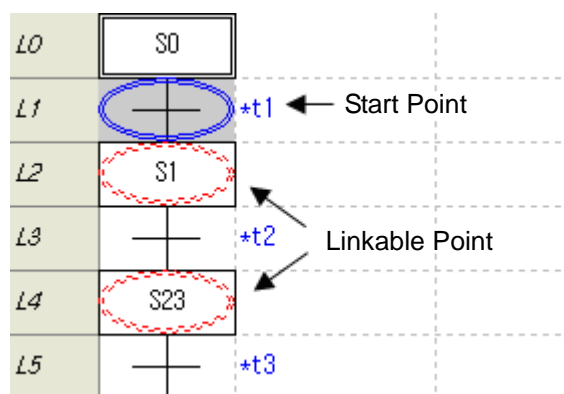 L0 S0
L1 *t1 Start Point
L2 S1
L3 *t2 Linkable Point
L4 S23
L5 *t3